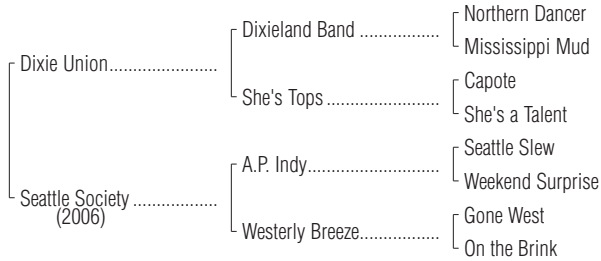 Northern Dancer
Dixieland Band ..................
Mississippi Mud
Dixie Union........................
Capote
She's Tops .........................
She's a Talent
Seattle Slew
A.P. Indy.............................
Weekend Surprise
Seattle Society ..................
(2006)
Gone West
Westerly Breeze..................
On the Brink